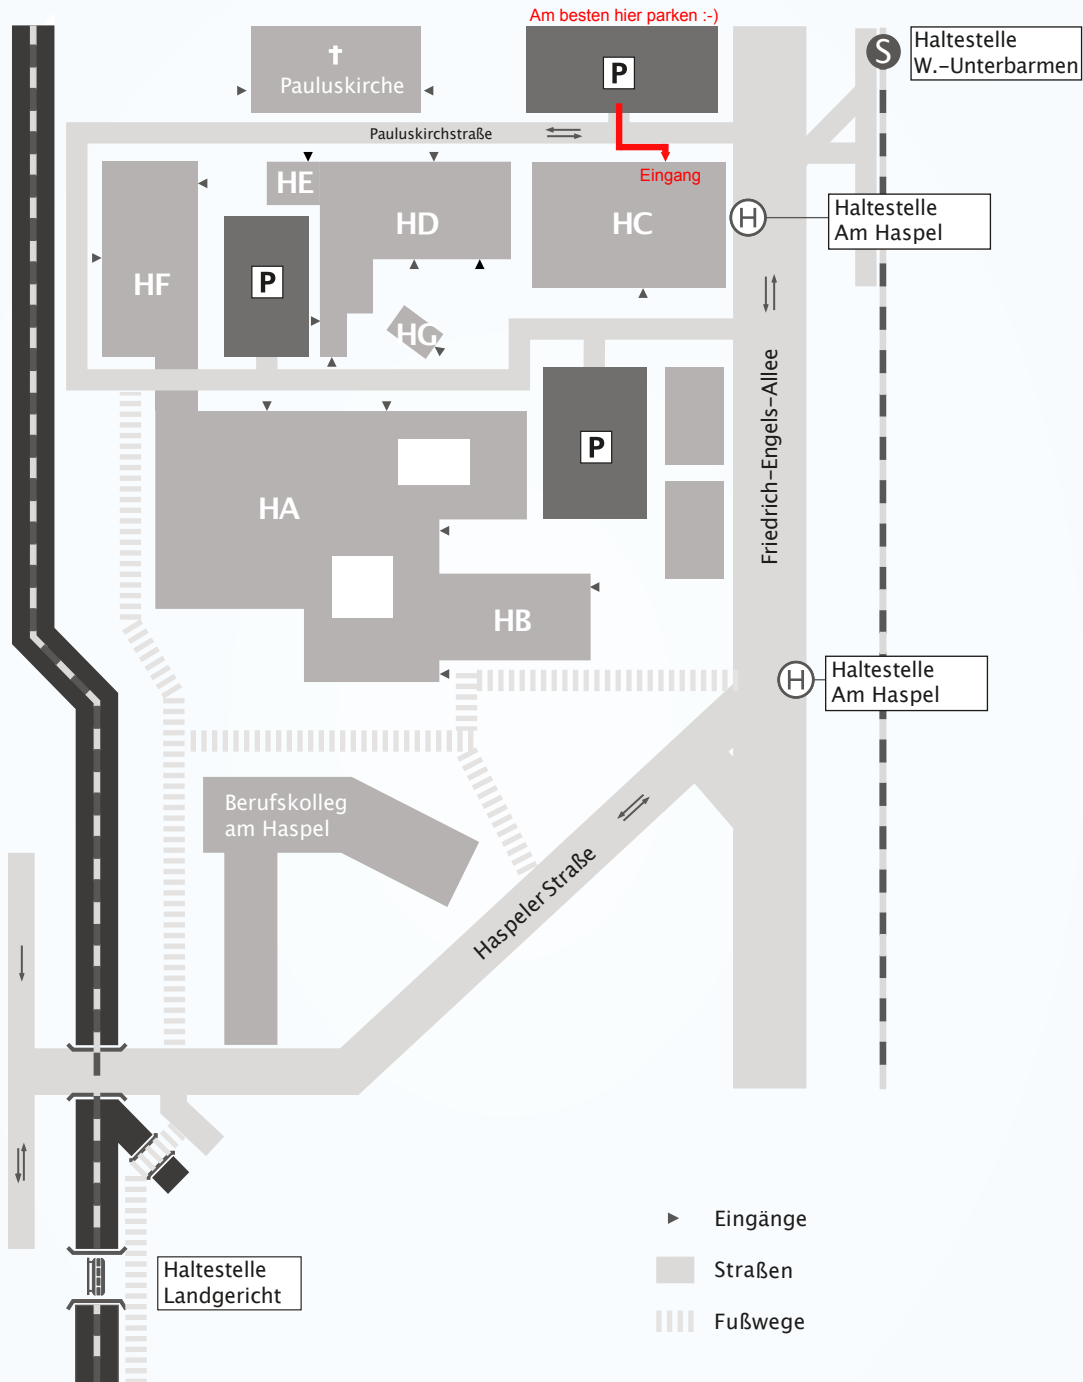 Am besten hier parken :-)
Haltestelle
W.-Unterbarmen
S
P
Pauluskirche
Pauluskirchstraße
Eingang
HE
HD
HC
H
Haltestelle
Am Haspel
HF
P
HG
Friedrich-Engels-Allee
P
HA
HB
H
Haltestelle
Am Haspel
Berufskolleg
am Haspel
Haspeler Straße
Eingänge
Straßen
Fußwege
Haltestelle
Landgericht